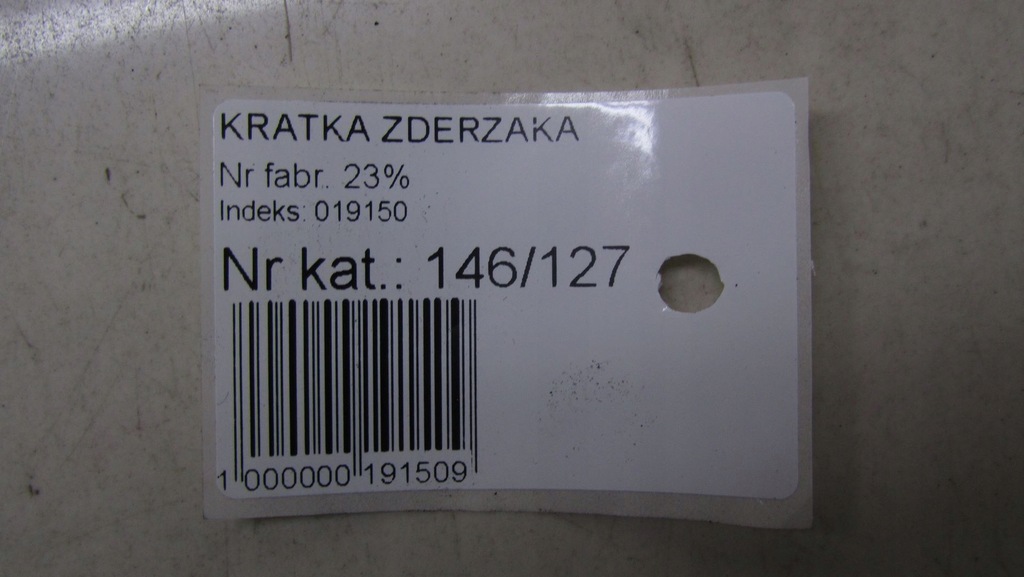 KRATKA ZDERZAKA
Nr fabr.. 23%
Indeks: 019150
Nr kat.: 146/127
1 000000 191509